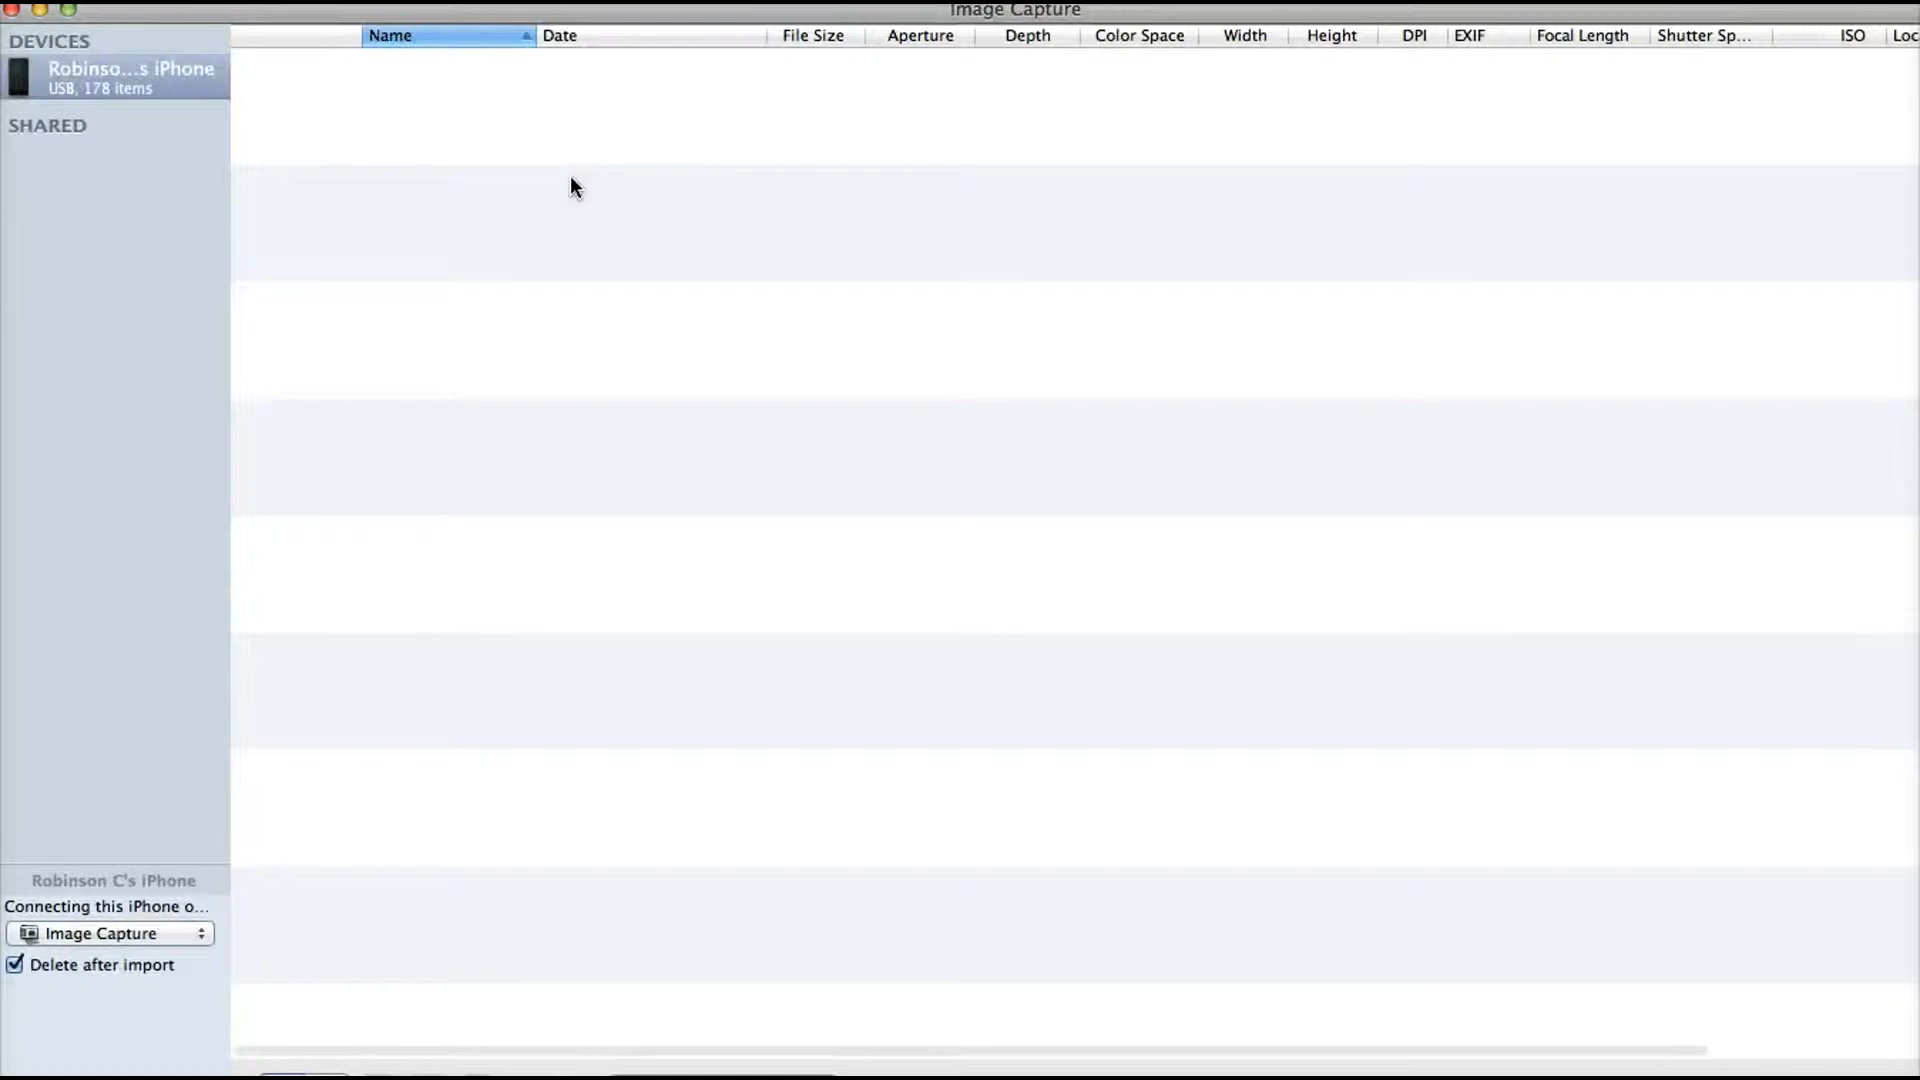 Image Capture
DEVICES
Robinso...s iPhone
USB, 178 items
SHARED
Name Date File Size Aperture Depth Color Space Width Height DPI EXIF Focal Length Shutter Sp... ISO Loc
Robinson C's iPhone
Connecting this iPhone o...
Image Capture
Delete after import